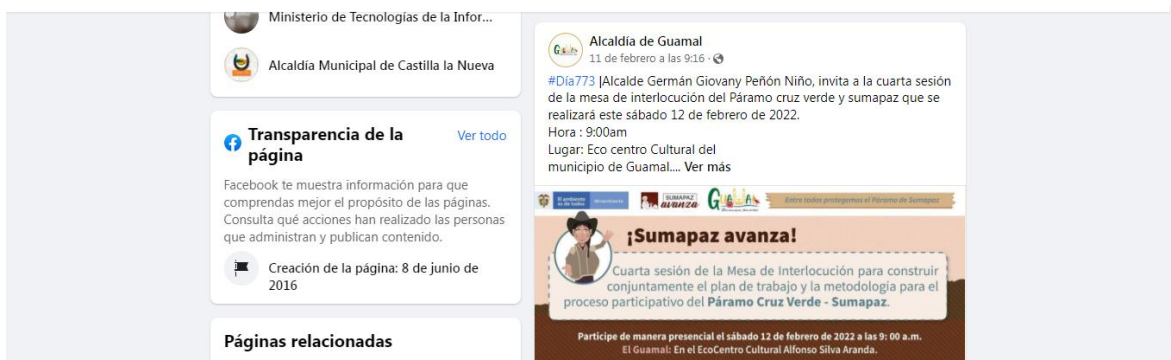 Ministerio de Tecnologías de la Infor...
Alcaldía Municipal de Castilla la Nueva
Transparencia de la
página
Ver todo
Facebook te muestra información para que
comprendas mejor el propósito de las páginas.
Consulta qué acciones han realizado las personas
que administran y publican contenido.
Creación de la página: 8 de junio de
2016
Páginas relacionadas
Alcaldía de Guamal
11 de febrero a las 9:16
#Día773 |Alcalde Germán Giovany Peñón Niño, invita a la cuarta sesión
de la mesa de interlocución del Páramo cruz verde y sumapaz que se
realizará este sábado 12 de febrero de 2022.
Hora : 9:00am
Lugar: Eco centro Cultural del
municipio de Guamal.... Ver más
El ambiente
es de todos
Minambiente
SUMAPAZ
avanza
Guamal
Entre todos protegemos el Páramo de Sumapaz
¡Sumapaz avanza!
Cuarta sesión de la Mesa de Interlocución para construir
conjuntamente el plan de trabajo y la metodología para el
proceso participativo del Páramo Cruz Verde - Sumapaz.
Participe de manera presencial el sábado 12 de febrero de 2022 a las 9: 00 a.m.
El Guamal: En el EcoCentro Cultural Alfonso Silva Aranda.